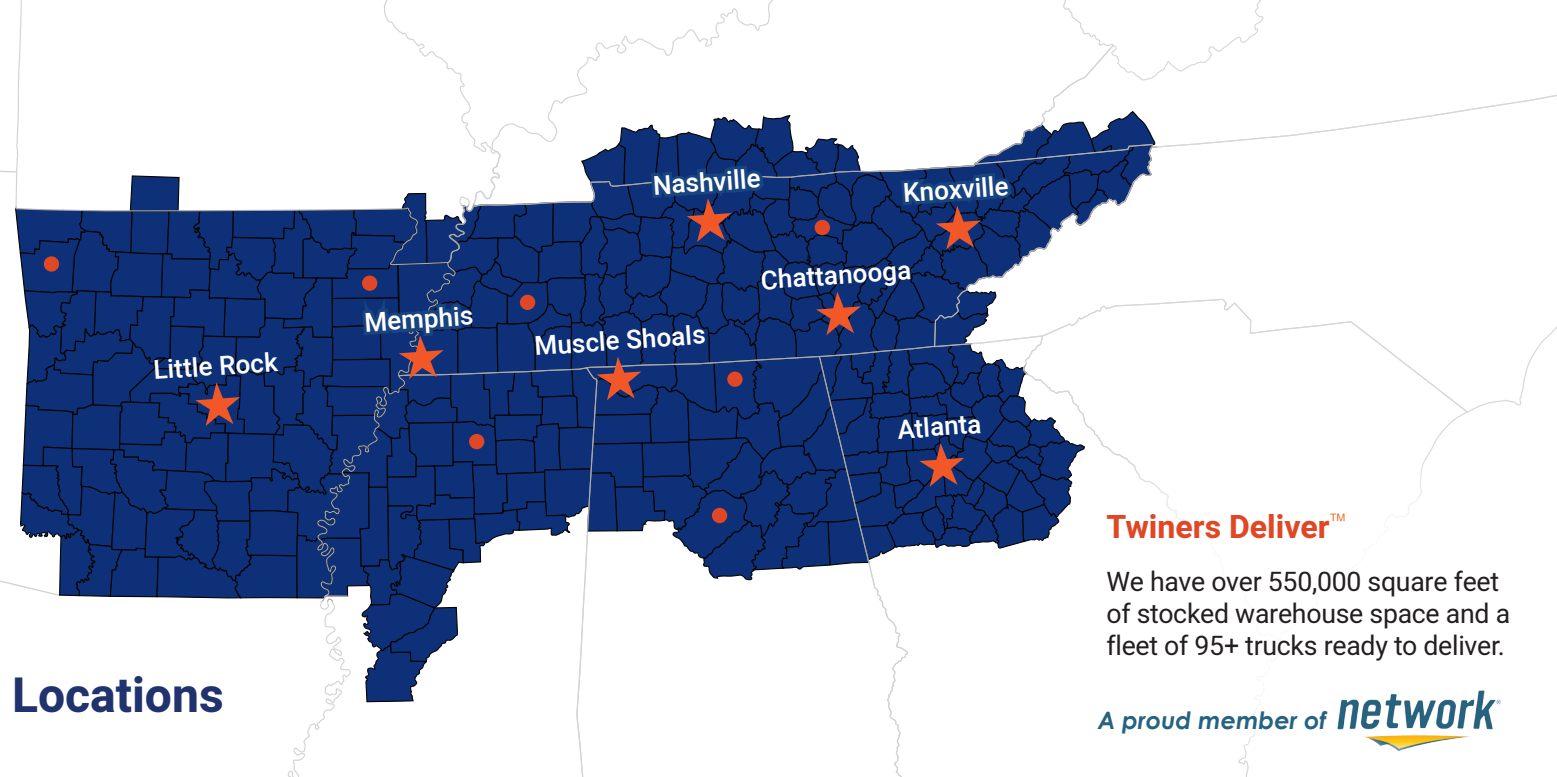 Nashville
Knoxville
Chattanooga
Memphis
Muscle Shoals
Little Rock
Atlanta
Twiners Deliver™
We have over 550,000 square feet
of stocked warehouse space and a
fleet of 95+ trucks ready to deliver.
Locations
A proud member of network®